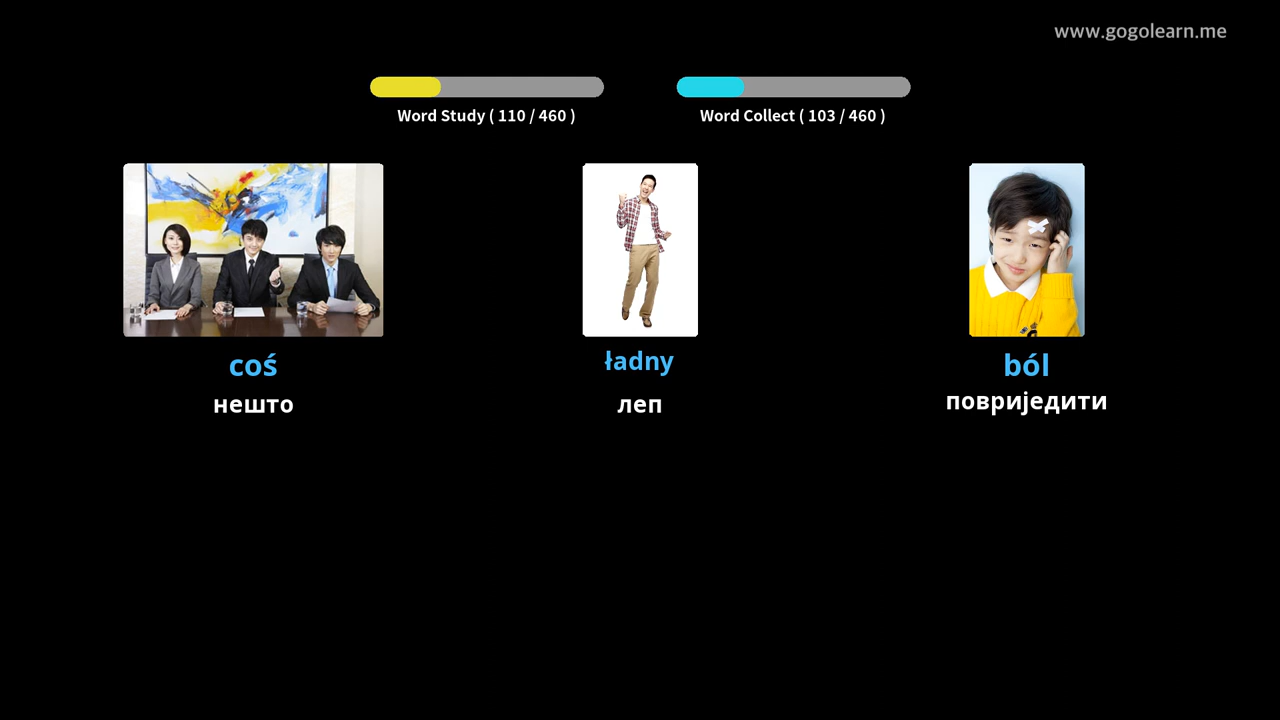 www.gogolearn.me
Word Study ( 110 / 460 )
Word Collect ( 103 / 460 )
coś
ładny
ból
нешто
леп
повриједити